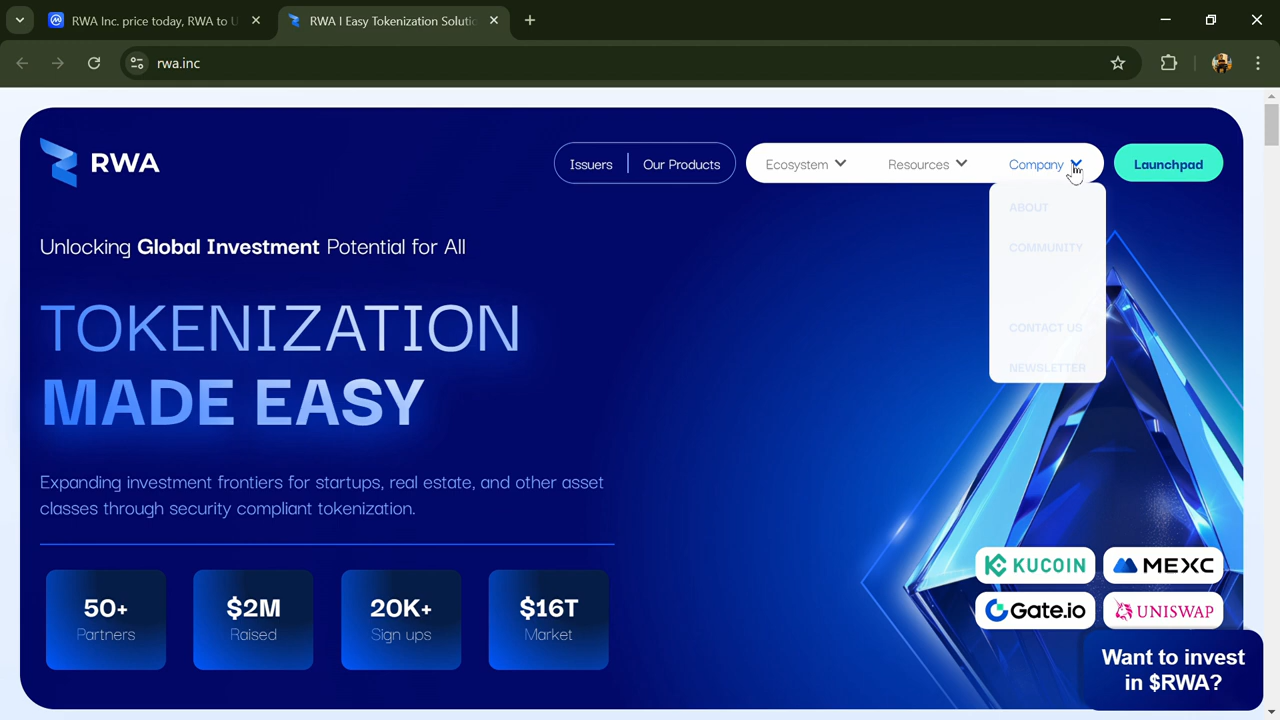 RWA Inc. price today, RWA to U
RWA | Easy Tokenization Soluti
rwa.inc
RWA
Issuers
Our Products
Ecosystem
Resources
Company
Launchpad
ABOUT
COMMUNITY
CONTACT US
NEWSLETTER
Unlocking Global Investment Potential for All
TOKENIZATION
MADE EASY
Expanding investment frontiers for startups, real estate, and other asset
classes through security compliant tokenization.
50+
Partners
$2M
Raised
20K+
Sign ups
$16T
Market
KUCOIN
MEXC
Gate.io
UNISWAP
Want to invest
in $RWA?